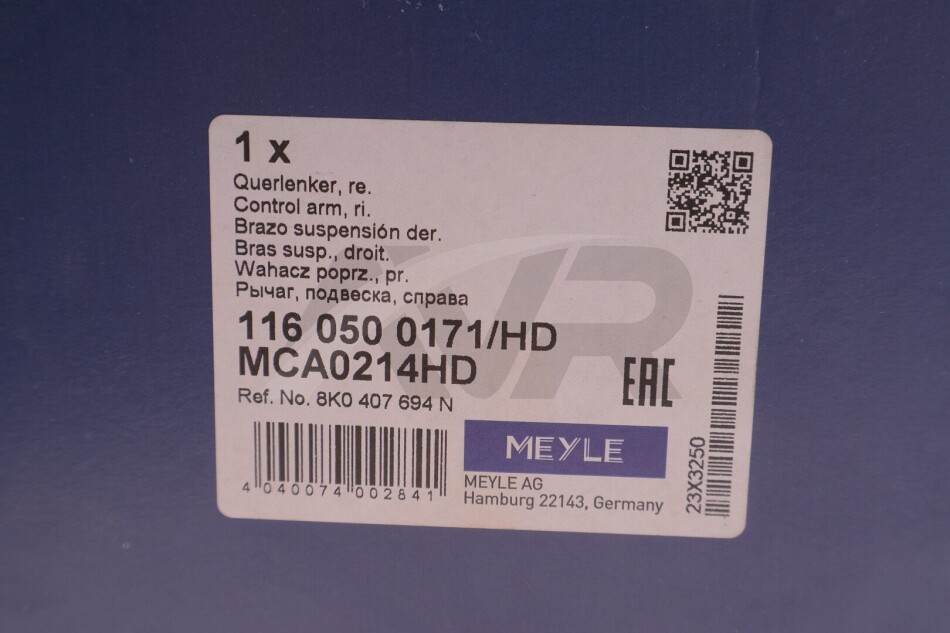 1 x
Querlenker, re.
Control arm, ri.
Brazo suspensión der.
Bras susp., droit.
Wahacz poprz., pr.
Рычаг, подвеска, справа
116 050 0171/HD
MCA0214HD
Ref. No. 8K0 407 694 N
EAC
MEYLE
MEYLE AG
Hamburg 22143, Germany
4 040074 002841
23X3250
NR